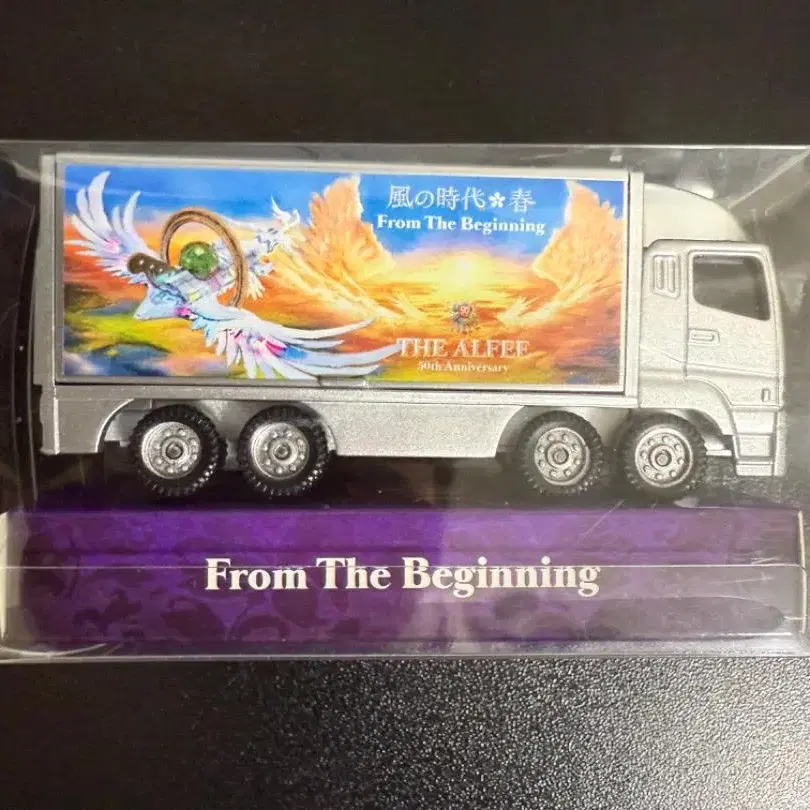 風の時代✿春
From The Beginning
THE ALFEE
50th Anniversary
From The Beginning